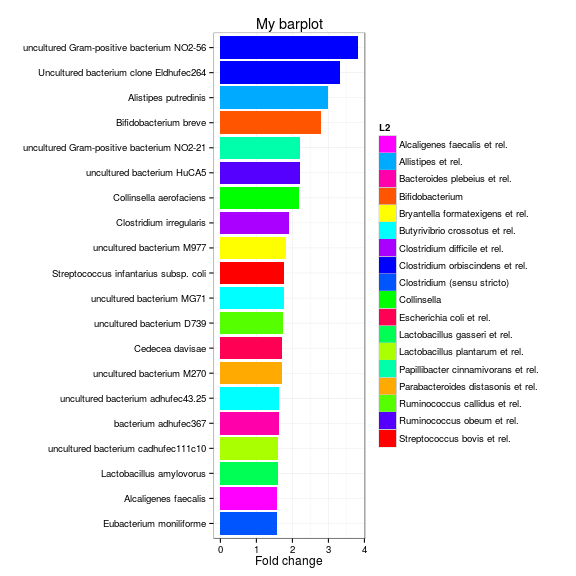 My barplot
uncultured Gram-positive bacterium NO2-56
Uncultured bacterium clone Eldhufec264
Alistipes putredinis
Bifidobacterium breve
uncultured Gram-positive bacterium NO2-21
uncultured bacterium HuCA5
Collinsella aerofaciens
Clostridium irregularis
uncultured bacterium M977
Streptococcus infantarius subsp. coli
uncultured bacterium MG71
uncultured bacterium D739
Cedecea davisae
uncultured bacterium M270
uncultured bacterium adhufec43.25
bacterium adhufec367
uncultured bacterium cadhufec111c10
Lactobacillus amylovorus
Alcaligenes faecalis
Eubacterium moniliforme
0 1 2 3 4
Fold change
L2
Alcaligenes faecalis et rel.
Allistipes et rel.
Bacteroides plebeius et rel.
Bifidobacterium
Bryantella formatexigens et rel.
Butyrivibrio crossotus et rel.
Clostridium difficile et rel.
Clostridium orbiscindens et rel.
Clostridium (sensu stricto)
Collinsella
Escherichia coli et rel.
Lactobacillus gasseri et rel.
Lactobacillus plantarum et rel.
Papillibacter cinnamivorans et rel.
Parabacteroides distasonis et rel.
Ruminococcus callidus et rel.
Ruminococcus obeum et rel.
Streptococcus bovis et rel.